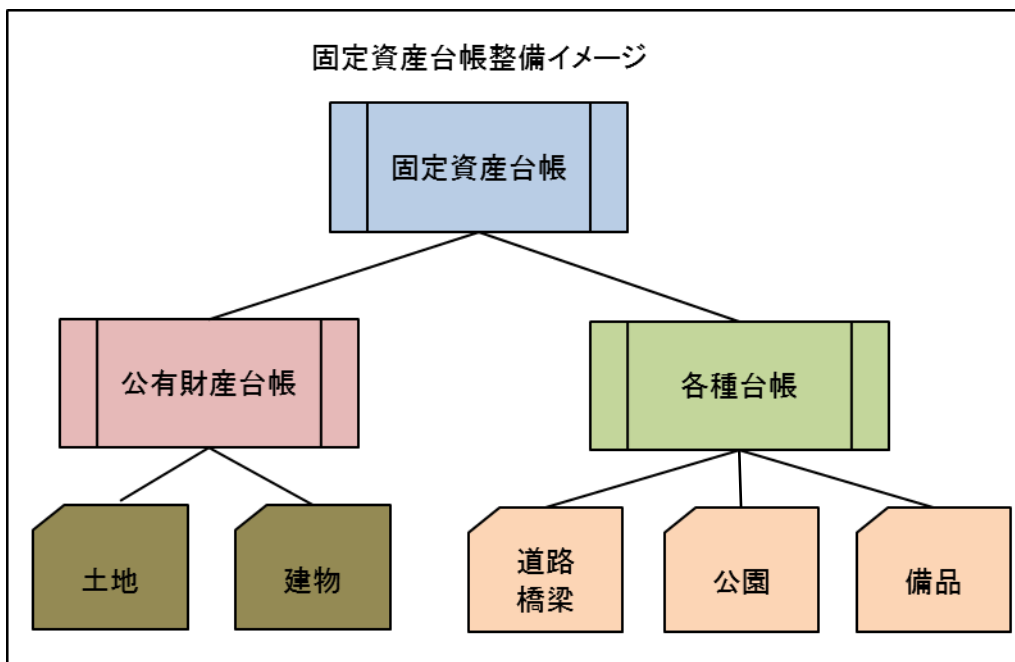 固定資産台帳整備イメージ
固定資産台帳
公有財産台帳
各種台帳
土地
建物
道路
橋梁
公園
備品